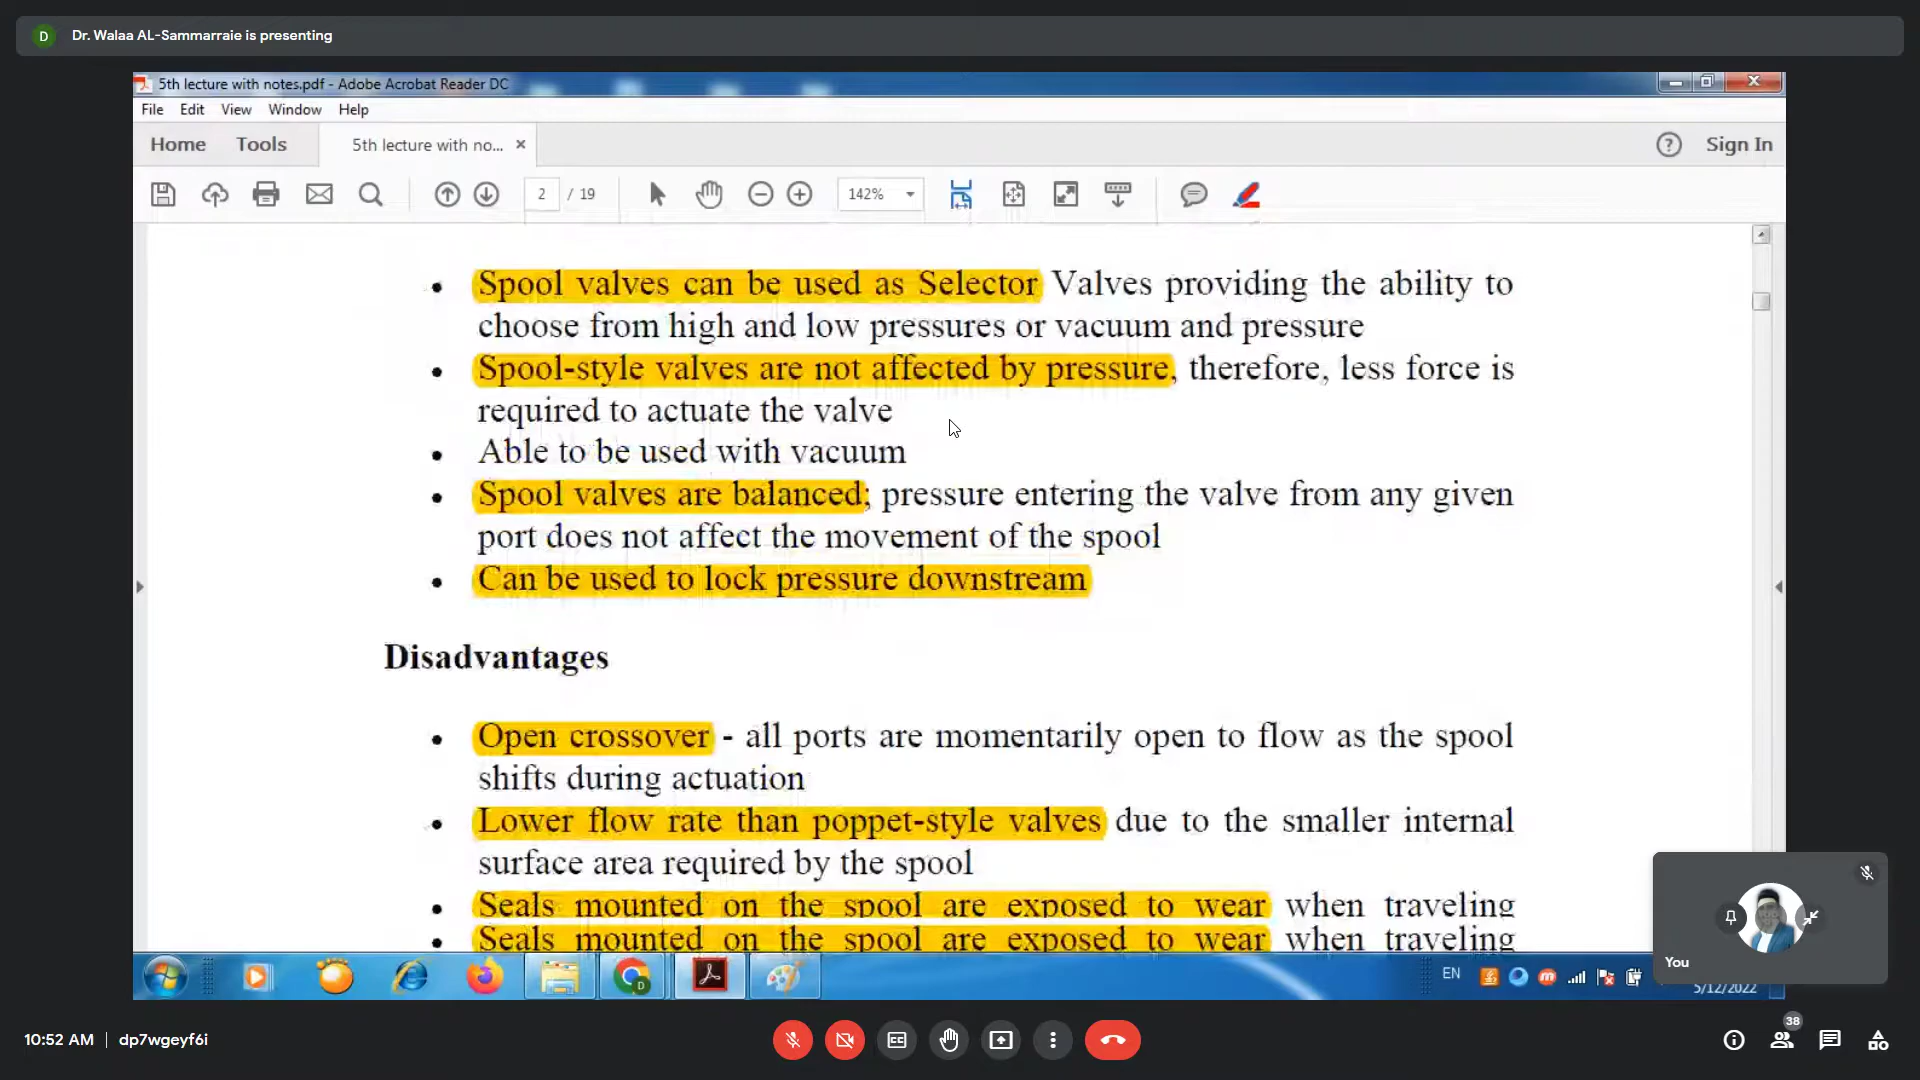 D Dr. Walaa AL-Sammarraie is presenting
5th lecture with notes.pdf - Adobe Acrobat Reader DC
File Edit View Window Help
Home Tools 5th lecture with no... × ? Sign In
2 / 19 142%
• Spool valves can be used as Selector Valves providing the ability to
choose from high and low pressures or vacuum and pressure
• Spool-style valves are not affected by pressure, therefore, less force is
required to actuate the valve
• Able to be used with vacuum
• Spool valves are balanced; pressure entering the valve from any given
port does not affect the movement of the spool
• Can be used to lock pressure downstream
Disadvantages
• Open crossover - all ports are momentarily open to flow as the spool
shifts during actuation
• Lower flow rate than poppet-style valves due to the smaller internal
surface area required by the spool
• Seals mounted on the spool are exposed to wear when traveling
• Seals mounted on the spool are exposed to wear when traveling
You
EN
5/12/2022
10:52 AM | dp7wgeyf6i
38